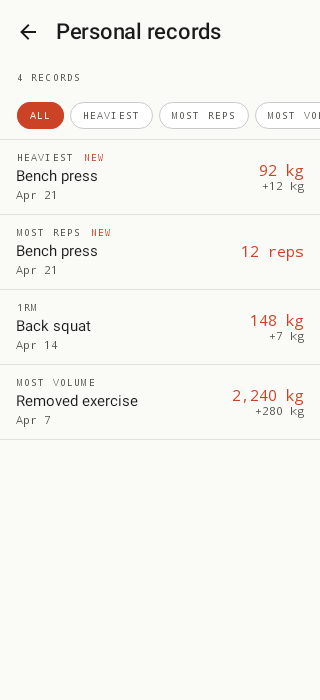 Personal records
4 RECORDS
ALL HEAVIEST MOST REPS MOST VOL
HEAVIEST NEW
Bench press
Apr 21
92 kg
+12 kg
MOST REPS NEW
Bench press
Apr 21
12 reps
1RM
Back squat
Apr 14
148 kg
+7 kg
MOST VOLUME
Removed exercise
Apr 7
2,240 kg
+280 kg